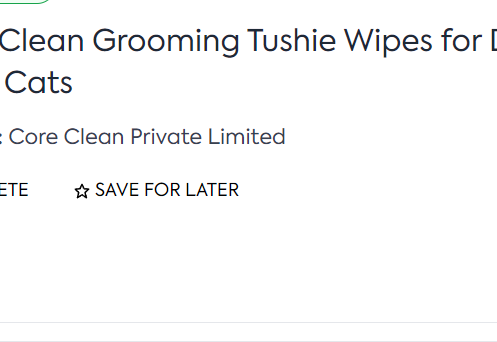 Clean Grooming Tushie Wipes for
Cats
: Core Clean Private Limited
ETE
SAVE FOR LATER